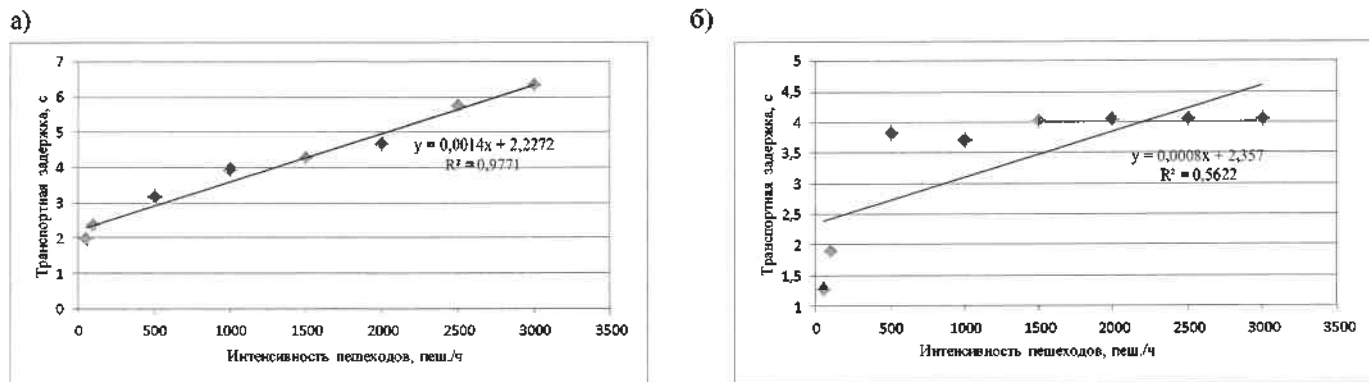 а)
7
6
5
4
3
2
1
0
Транспортная задержка, с
y = 0,0014x + 2,2272
R² = 0,9771
0 500 1000 1500 2000 2500 3000 3500
Интенсивность пешеходов, пеш./ч
б)
5
4,5
4
3,5
3
2,5
2
1,5
1
Транспортная задержка, с
y = 0,0008x + 2,357
R² = 0,5622
0 500 1000 1500 2000 2500 3000 3500
Интенсивность пешеходов, пеш./ч